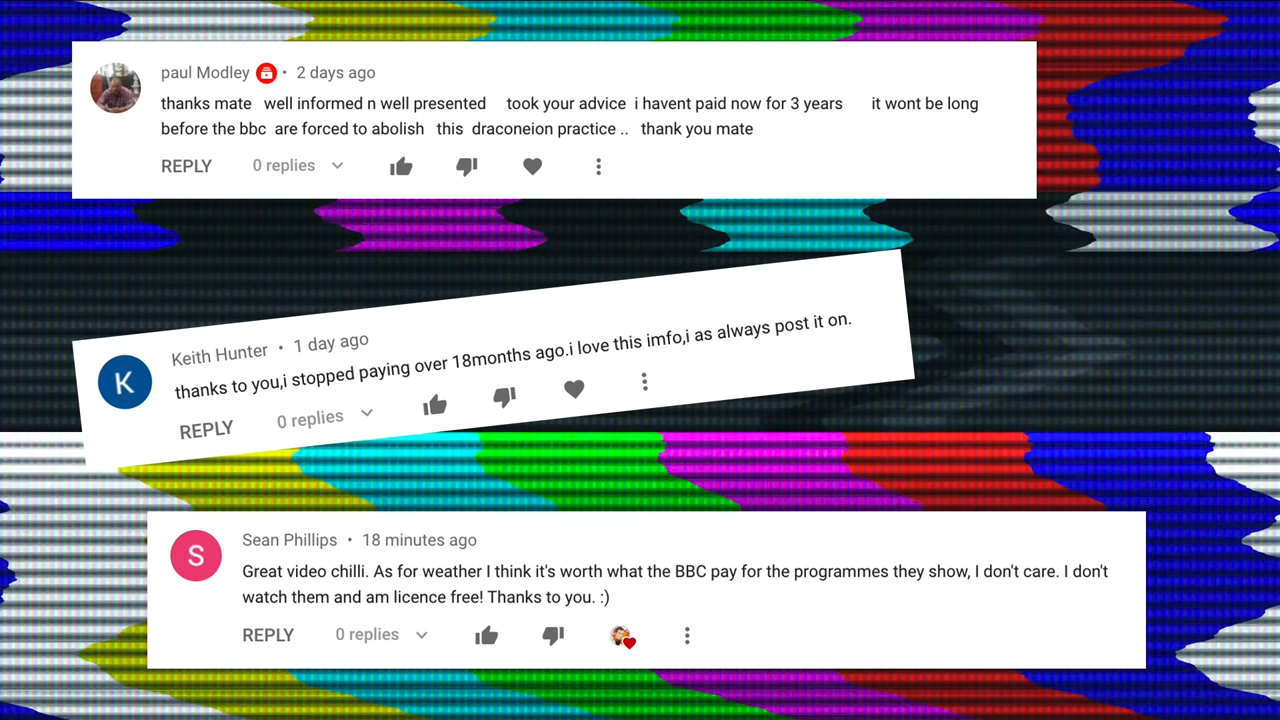 paul Modley • 2 days ago
thanks mate well informed n well presented took your advice i havent paid now for 3 years it wont be long
before the bbc are forced to abolish this draconeion practice .. thank you mate
REPLY 0 replies
Keith Hunter • 1 day ago
thanks to you,i stopped paying over 18months ago.i love this imfo,i as always post it on.
K
REPLY 0 replies
Sean Phillips • 18 minutes ago
S
Great video chilli. As for weather I think it's worth what the BBC pay for the programmes they show, I don't care. I don't
watch them and am licence free! Thanks to you. :)
REPLY 0 replies